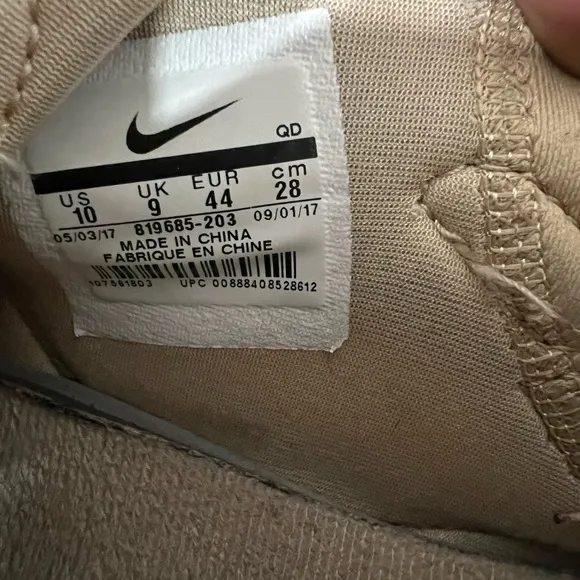 QD
US UK EUR cm
10 9 44 28
05/03/17 819685-203 09/01/17
MADE IN CHINA
FABRIQUE EN CHINE
107561803 UPC 00888408528612